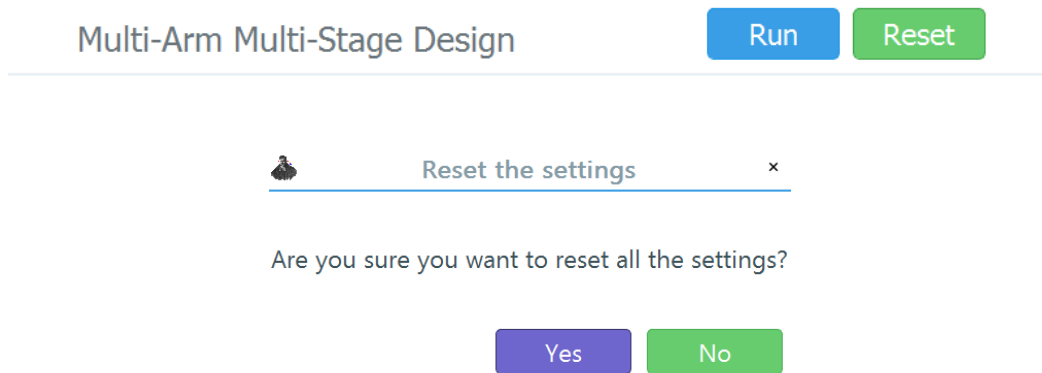 Multi-Arm Multi-Stage Design Run Reset
Reset the settings ×
Are you sure you want to reset all the settings?
Yes No